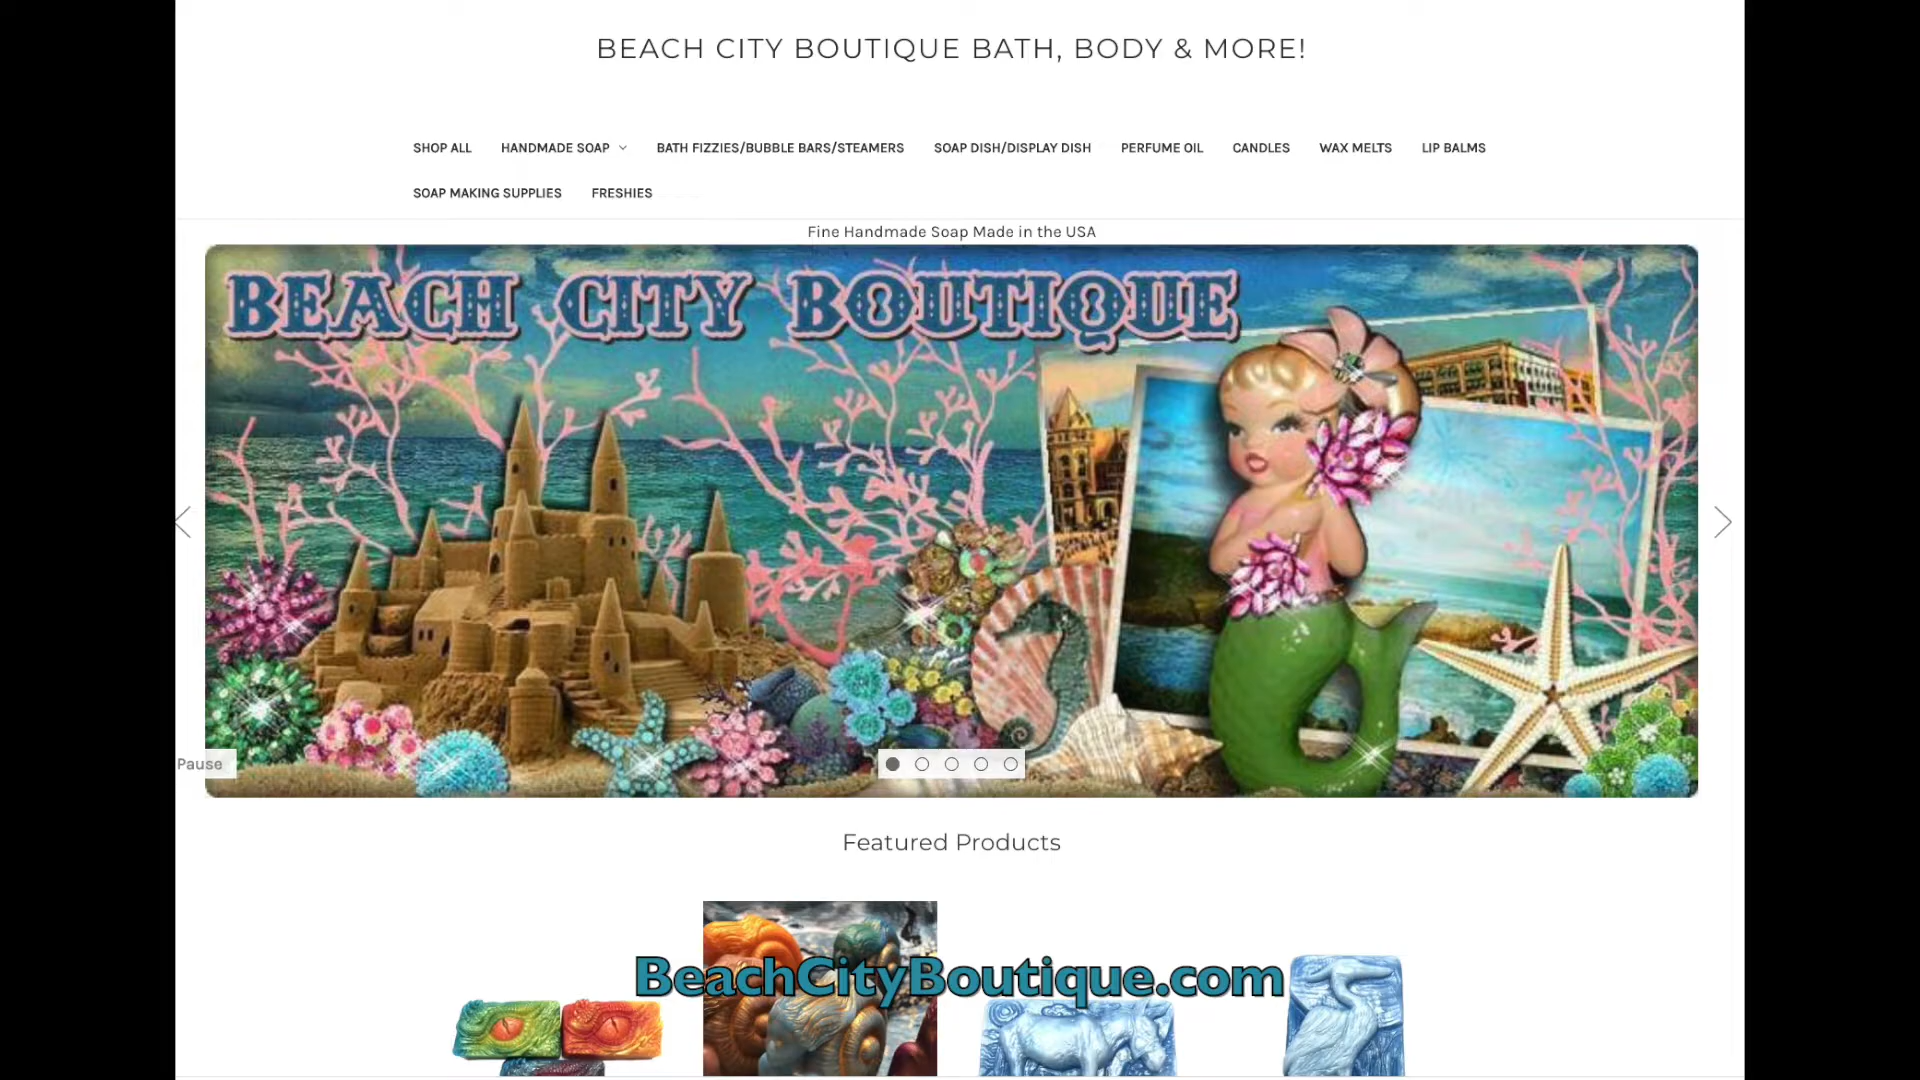 BEACH CITY BOUTIQUE BATH, BODY & MORE!
SHOP ALL HANDMADE SOAP BATH FIZZIES/BUBBLE BARS/STEAMERS SOAP DISH/DISPLAY DISH PERFUME OIL CANDLES WAX MELTS LIP BALMS
SOAP MAKING SUPPLIES FRESHIES
Fine Handmade Soap Made in the USA
BEACH CITY BOUTIQUE
Pause
Featured Products
BeachCityBoutique.com